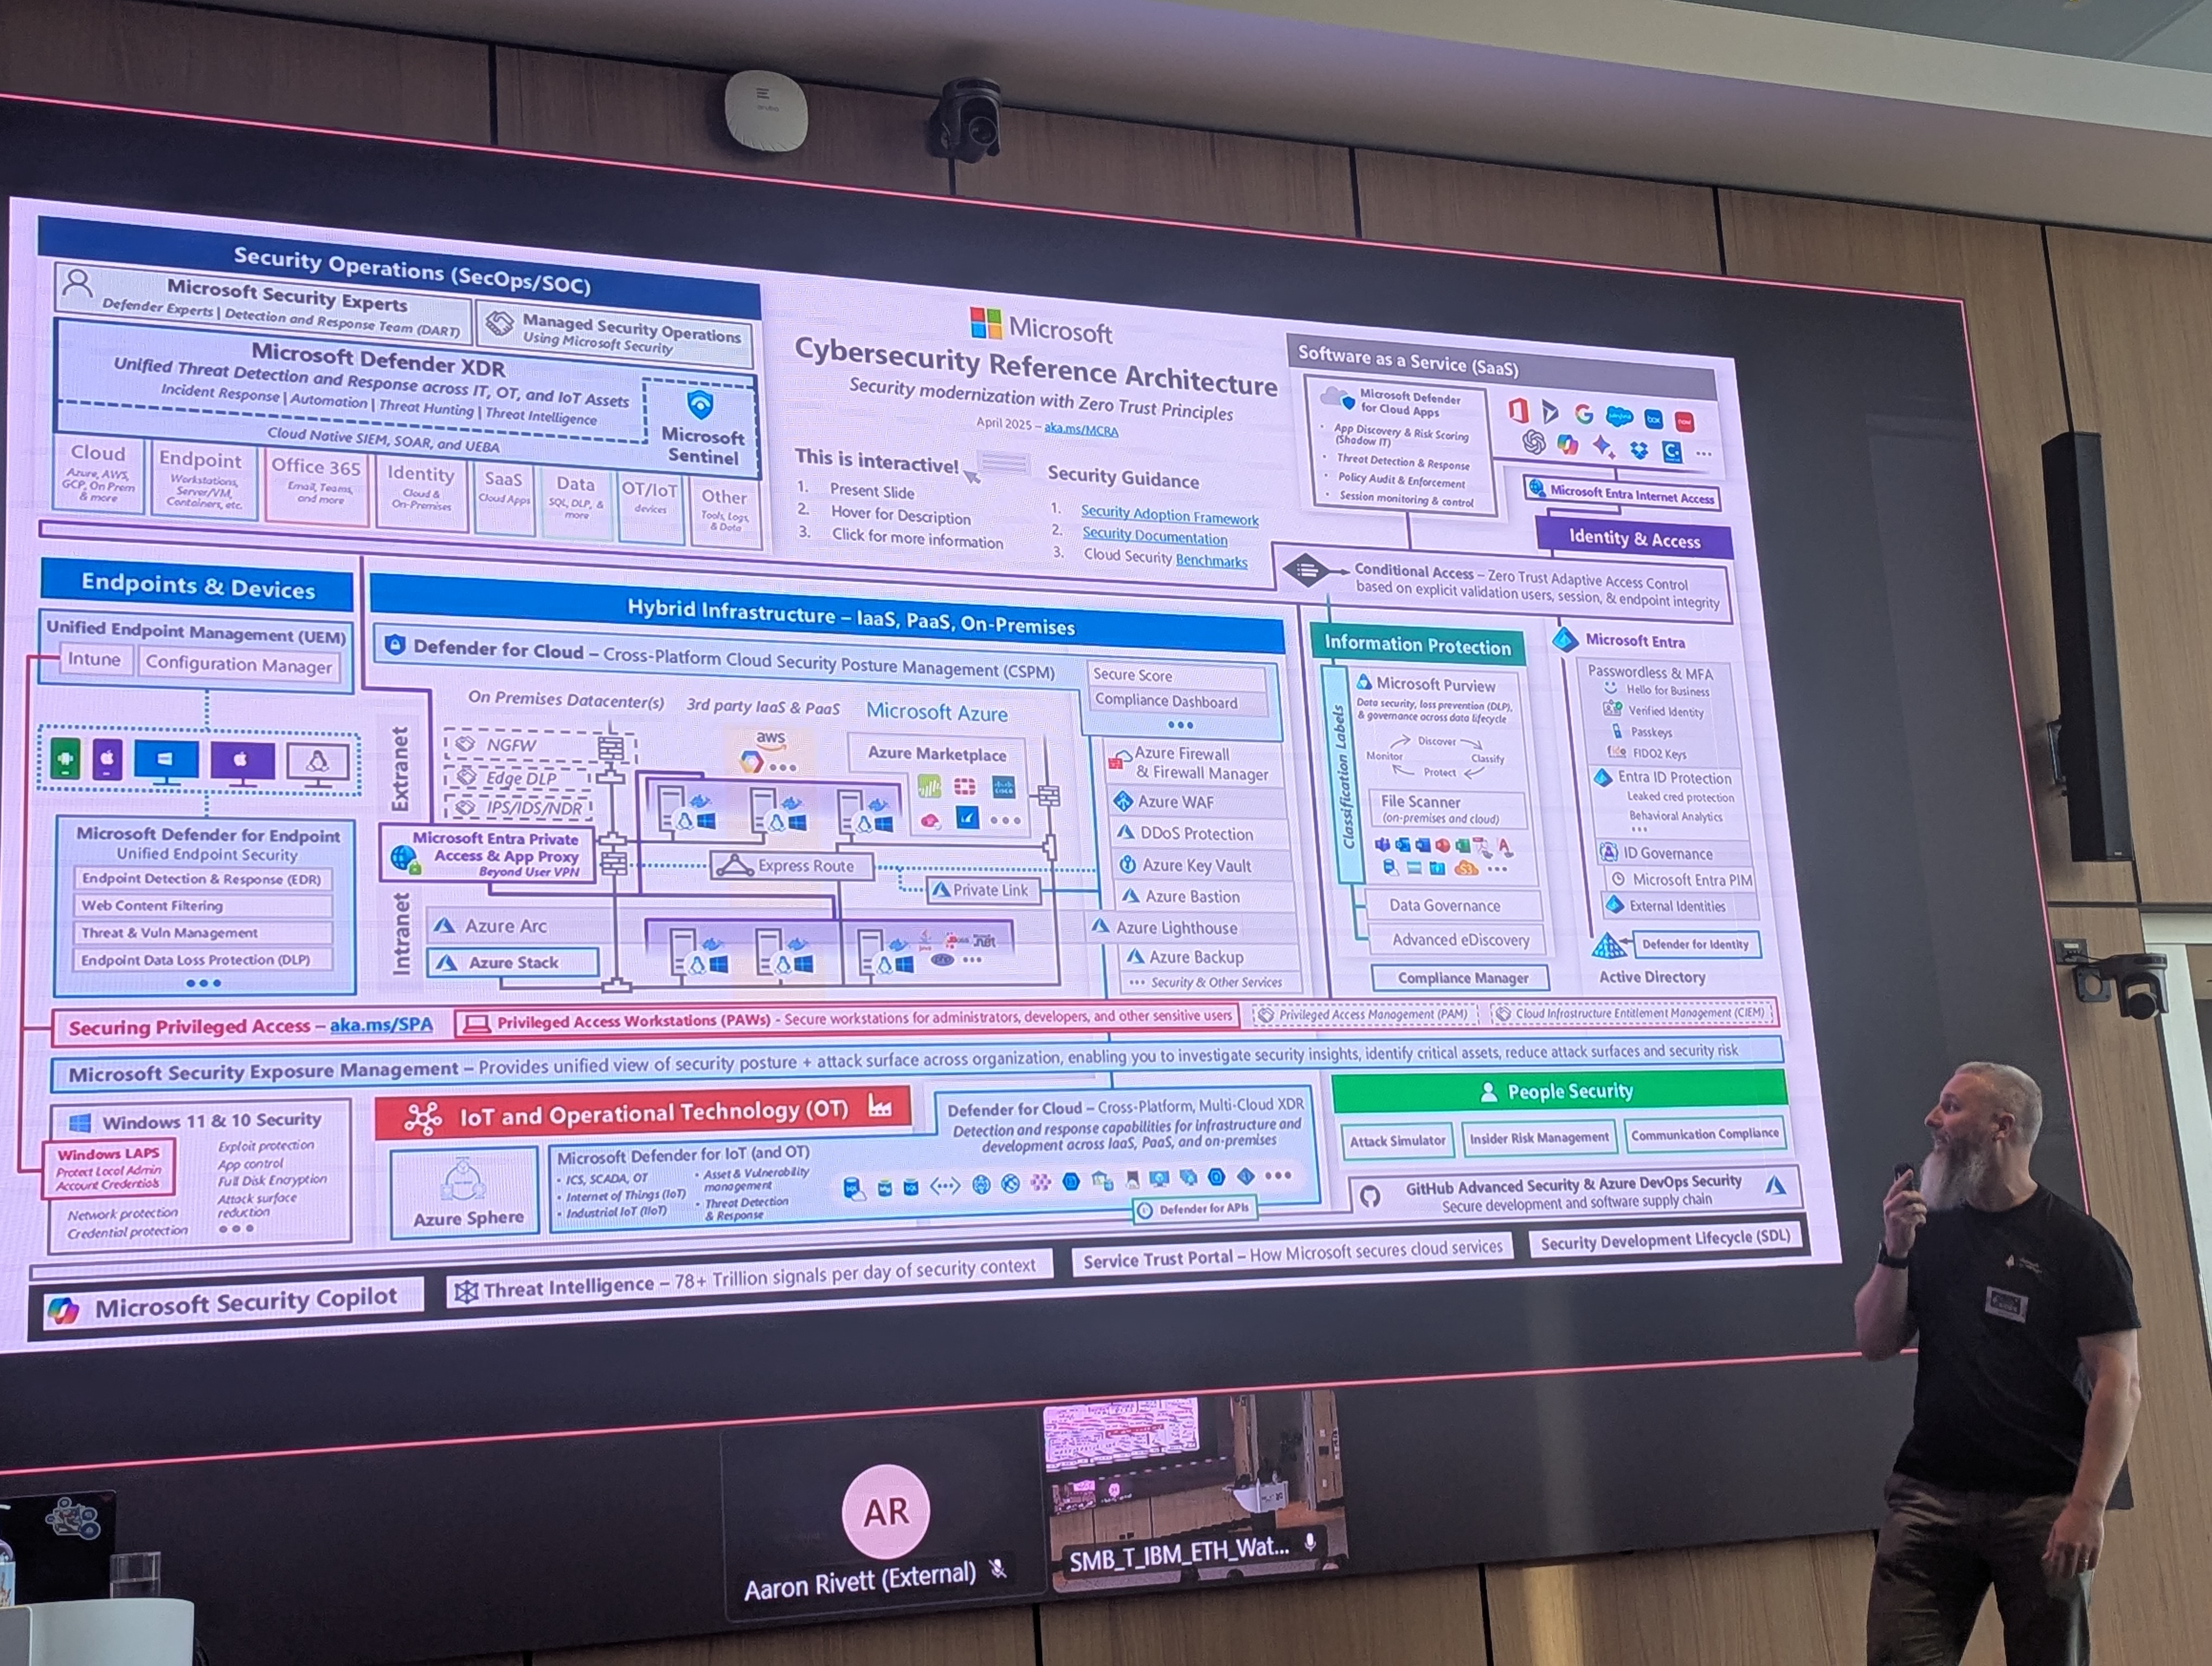 Security Operations (SecOps/SOC)
Microsoft Security Experts
Defender Experts | Detection and Response Team (DART)
Managed Security Operations
Using Microsoft Security
Microsoft Defender XDR
Unified Threat Detection and Response across IT, OT, and IoT Assets
Incident Response | Automation | Threat Hunting | Threat Intelligence
Cloud Native SIEM, SOAR, and UEBA
Microsoft
Sentinel
Cloud
Azure, AWS,
GCP, On Prem
& more
Endpoint
Workstations,
Server/VM,
Containers, etc.
Office 365
Email, Teams,
and more
Identity
Cloud &
On-Premises
SaaS
Cloud Apps
Data
SQL, DLP, &
more
OT/IoT
devices
Other
Tools, Logs,
& Data
Microsoft
Cybersecurity Reference Architecture
Security modernization with Zero Trust Principles
April 2025 – aka.ms/MCRA
This is interactive!
1. Present Slide
2. Hover for Description
3. Click for more information
Security Guidance
1. Security Adoption Framework
2. Security Documentation
3. Cloud Security Benchmarks
Software as a Service (SaaS)
Microsoft Defender
for Cloud Apps
• App Discovery & Risk Scoring
(Shadow IT)
• Threat Detection & Response
• Policy Audit & Enforcement
• Session monitoring & control
box
now
Microsoft Entra Internet Access
Identity & Access
Conditional Access – Zero Trust Adaptive Access Control
based on explicit validation users, session, & endpoint integrity
Endpoints & Devices
Unified Endpoint Management (UEM)
Intune
Configuration Manager
Microsoft Defender for Endpoint
Unified Endpoint Security
Endpoint Detection & Response (EDR)
Web Content Filtering
Threat & Vuln Management
Endpoint Data Loss Protection (DLP)
Hybrid Infrastructure – IaaS, PaaS, On-Premises
Defender for Cloud – Cross-Platform Cloud Security Posture Management (CSPM)
Secure Score
Compliance Dashboard
On Premises Datacenter(s)
3rd party IaaS & PaaS
Microsoft Azure
Extranet
NGFW
Edge DLP
IPS/IDS/NDR
aws
Azure Marketplace
Microsoft Entra Private
Access & App Proxy
Beyond User VPN
Express Route
Private Link
Intranet
Azure Arc
Azure Stack
.net
Azure Firewall
& Firewall Manager
Azure WAF
DDoS Protection
Azure Key Vault
Azure Bastion
Azure Lighthouse
Azure Backup
Security & Other Services
Information Protection
Classification Labels
Microsoft Purview
Data security, loss prevention (DLP),
& governance across data lifecycle
Discover
Monitor
Classify
Protect
File Scanner
(on-premises and cloud)
Data Governance
Advanced eDiscovery
Compliance Manager
Microsoft Entra
Passwordless & MFA
Hello for Business
Verified Identity
Passkeys
FIDO2 Keys
Entra ID Protection
Leaked cred protection
Behavioral Analytics
ID Governance
Microsoft Entra PIM
External Identities
Defender for Identity
Active Directory
Securing Privileged Access – aka.ms/SPA
Privileged Access Workstations (PAWs) - Secure workstations for administrators, developers, and other sensitive users
Privileged Access Management (PAM)
Cloud Infrastructure Entitlement Management (CIEM)
Microsoft Security Exposure Management – Provides unified view of security posture + attack surface across organization, enabling you to investigate security insights, identify critical assets, reduce attack surfaces and security risk
Windows 11 & 10 Security
Windows LAPS
Protect Local Admin
Account Credentials
Network protection
Credential protection
Exploit protection
App control
Full Disk Encryption
Attack surface
reduction
IoT and Operational Technology (OT)
Azure Sphere
Microsoft Defender for IoT (and OT)
• ICS, SCADA, OT
• Internet of Things (IoT)
• Industrial IoT (IIoT)
• Asset & Vulnerability
management
• Threat Detection
& Response
Defender for Cloud – Cross-Platform, Multi-Cloud XDR
Detection and response capabilities for infrastructure and
development across IaaS, PaaS, and on-premises
Defender for APIs
People Security
Attack Simulator
Insider Risk Management
Communication Compliance
GitHub Advanced Security & Azure DevOps Security
Secure development and software supply chain
Microsoft Security Copilot
Threat Intelligence – 78+ Trillion signals per day of security context
Service Trust Portal – How Microsoft secures cloud services
Security Development Lifecycle (SDL)
AR
Aaron Rivett (External)
SMB_T_IBM_ETH_Wat...